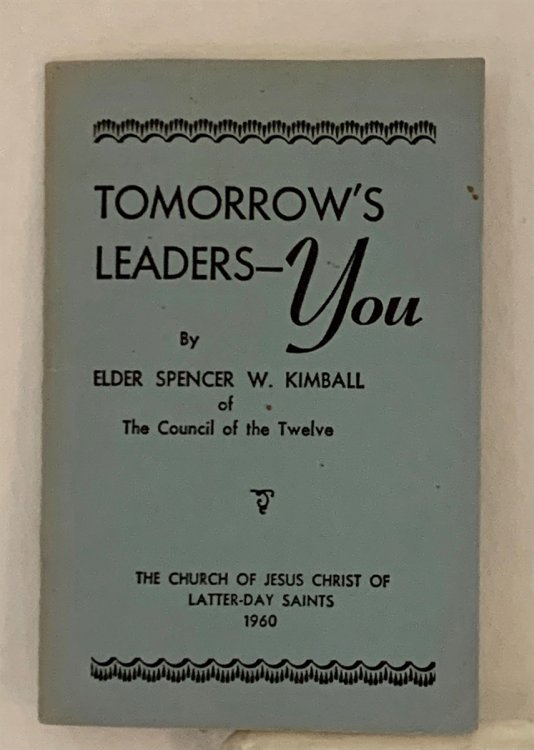 TOMORROW'S
LEADERS—You
By
ELDER SPENCER W. KIMBALL
of
The Council of the Twelve
THE CHURCH OF JESUS CHRIST OF
LATTER-DAY SAINTS
1960